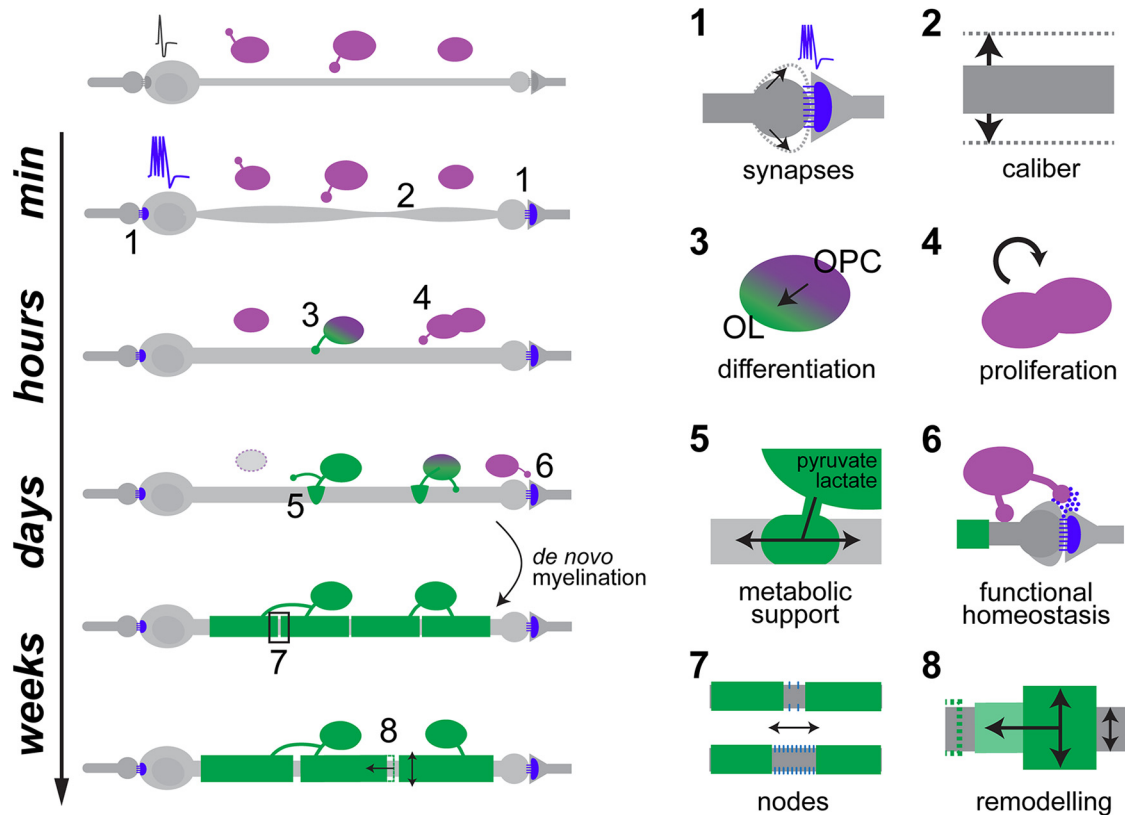 min
hours
days
weeks
1
2
1
3
4
5
6
de novo
myelination
7
8
1
synapses
2
caliber
3
OPC
OL
differentiation
4
proliferation
5
pyruvate
lactate
metabolic
support
6
functional
homeostasis
7
nodes
8
remodelling